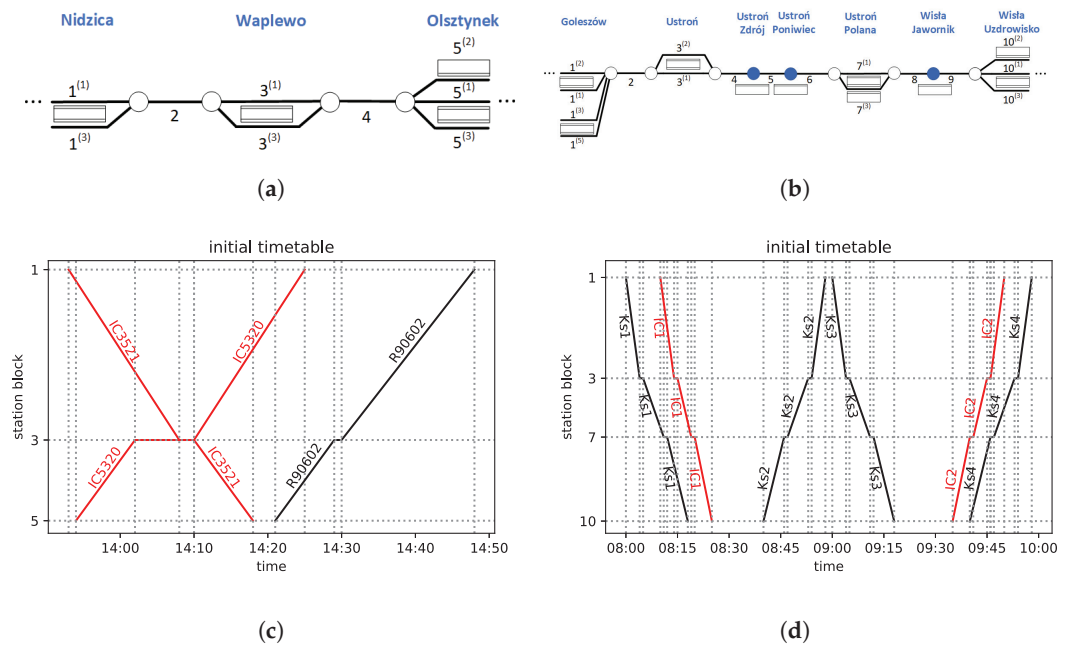 Nidzica Waplewo Olsztynek
5(2)
1(1) 3(1) 5(1)
... 2 4 ...
1(3) 3(3) 5(3)
(a)
Goleszów Ustroń Ustroń Zdrój Ustroń Poniwiec Ustroń Polana Wisła Jawornik Wisła Uzdrowisko
3(2) 10(2)
1(2) 7(1) 10(1)
... 2 3(1) 4 5 6 8 9 ...
1(1) 7(3) 10(3)
1(3)
1(5)
(b)
initial timetable
station block
1
3
5
IC3521
IC5320
R90602
IC5320
IC3521
R90602
14:00 14:10 14:20 14:30 14:40 14:50
time
(c)
initial timetable
station block
1
3
7
10
Ks1 IC1 Ks2 Ks3 IC2 Ks4
Ks1 IC1 Ks2 Ks3 IC2 Ks4
Ks1 IC1 Ks2 Ks3 IC2 Ks4
08:00 08:15 08:30 08:45 09:00 09:15 09:30 09:45 10:00
time
(d)